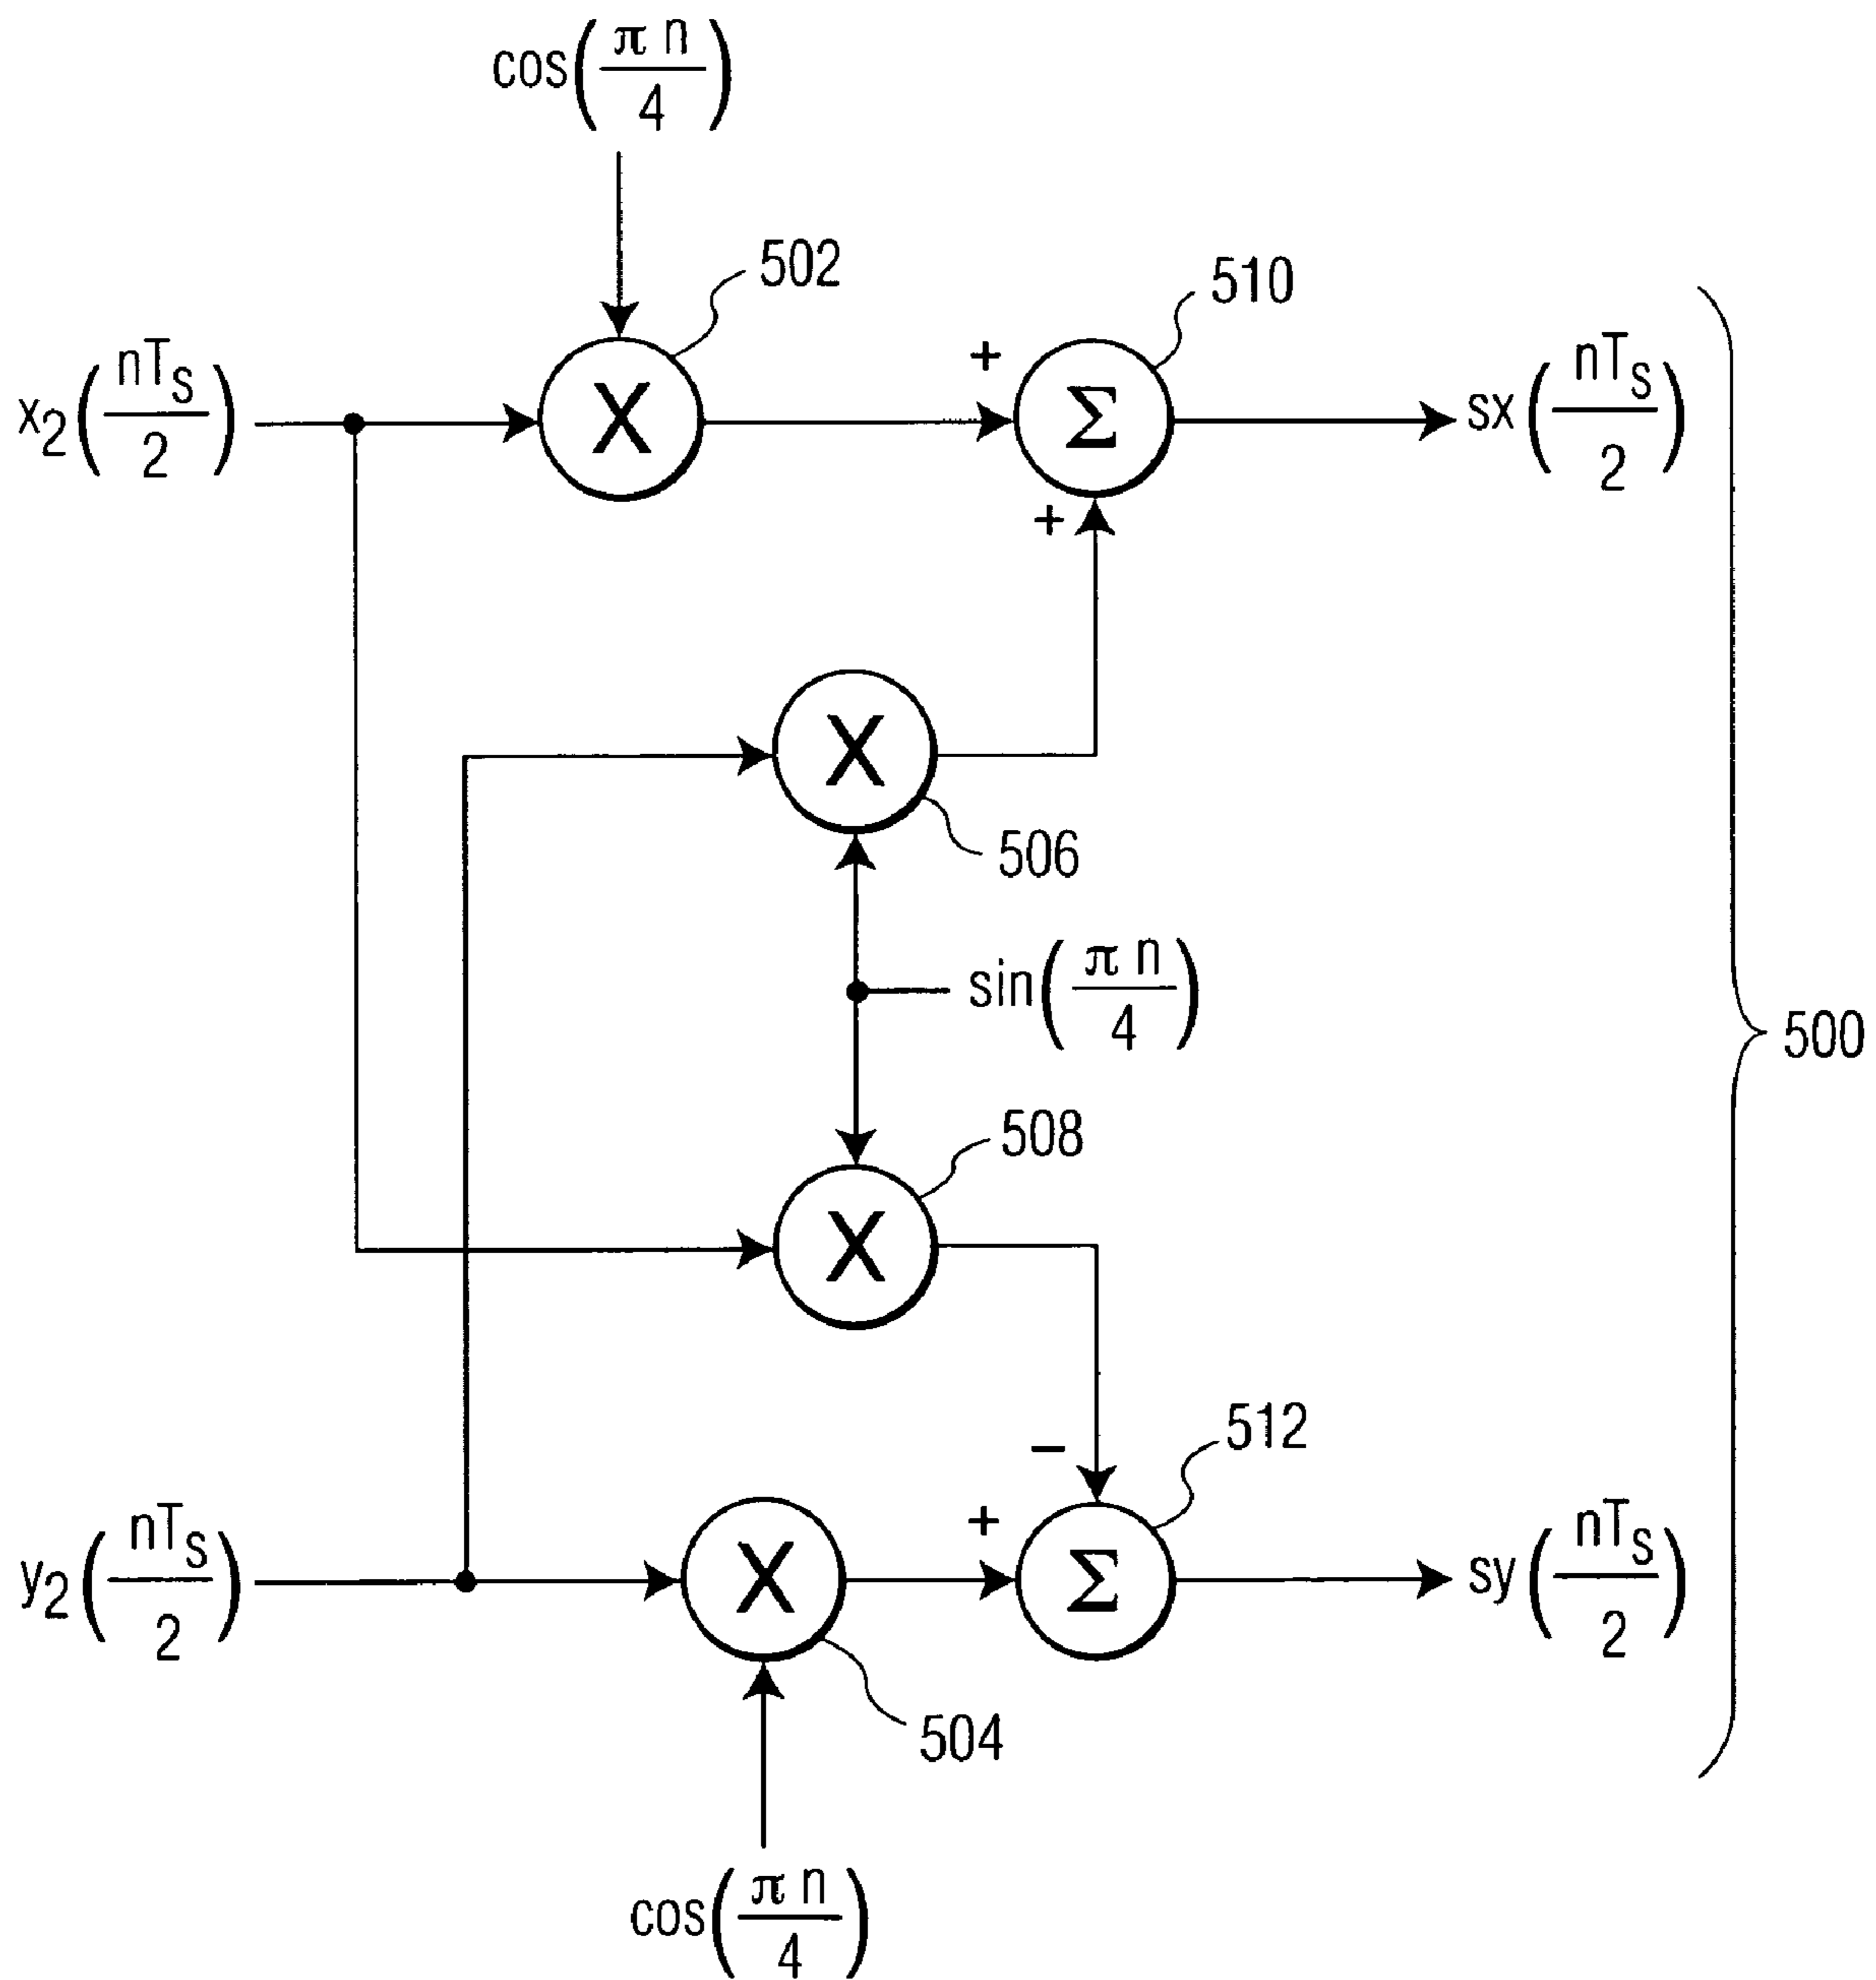 cos(πn/4)
502
510
x₂(nTₛ/2)
X
+
Σ
sx(nTₛ/2)
+
X
506
sin(πn/4)
500
508
X
−
512
+
y₂(nTₛ/2)
X
Σ
sy(nTₛ/2)
504
cos(πn/4)